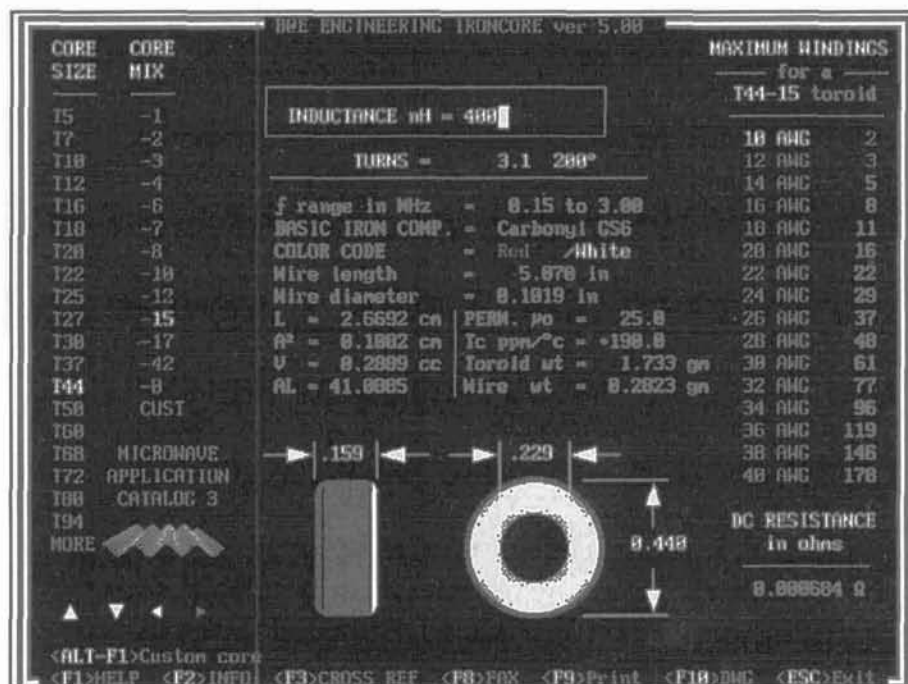 B&E ENGINEERING IRONCORE ver 5.00
CORE SIZE
CORE MIX
T5
T7
T10
T12
T16
T18
T20
T22
T25
T27
T30
T37
T44
T50
T60
T68
T72
T80
T94
MORE
-1
-2
-3
-4
-6
-7
-8
-10
-12
-15
-17
-42
-0
CUST
MICROWAVE
APPLICATION
CATALOG 3
INDUCTANCE nH = 400
TURNS = 3.1 200°
f range in MHz = 0.15 to 3.00
BASIC IRON COMP. = Carbonyl GS6
COLOR CODE = Red /White
Wire length = 5.070 in
Wire diameter = 0.1019 in
L = 2.6692 cm
A² = 0.1002 cm
V = 0.2809 cc
AL = 41.0005
PERM. µo = 25.0
Tc ppm/°c = +190.0
Toroid wt = 1.733 gm
Wire wt = 0.2823 gm
.159
.229
0.440
MAXIMUM WINDINGS
for a
T44-15 toroid
10 AWG 2
12 AWG 3
14 AWG 5
16 AWG 8
18 AWG 11
20 AWG 16
22 AWG 22
24 AWG 29
26 AWG 37
28 AWG 48
30 AWG 61
32 AWG 77
34 AWG 96
36 AWG 119
38 AWG 146
40 AWG 178
DC RESISTANCE
in ohms
0.000684 Ω
<ALT-F1>Custom core
<F1>HELP <F2>INFO <F3>CROSS REF <F8>FAX <F9>Print <F10>DWG <ESC>Exit